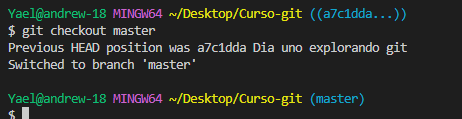 Yael@andrew-18 MINGW64 ~/Desktop/Curso-git ((a7c1dda...))
$ git checkout master
Previous HEAD position was a7c1dda Dia uno explorando git
Switched to branch 'master'
Yael@andrew-18 MINGW64 ~/Desktop/Curso-git (master)
$